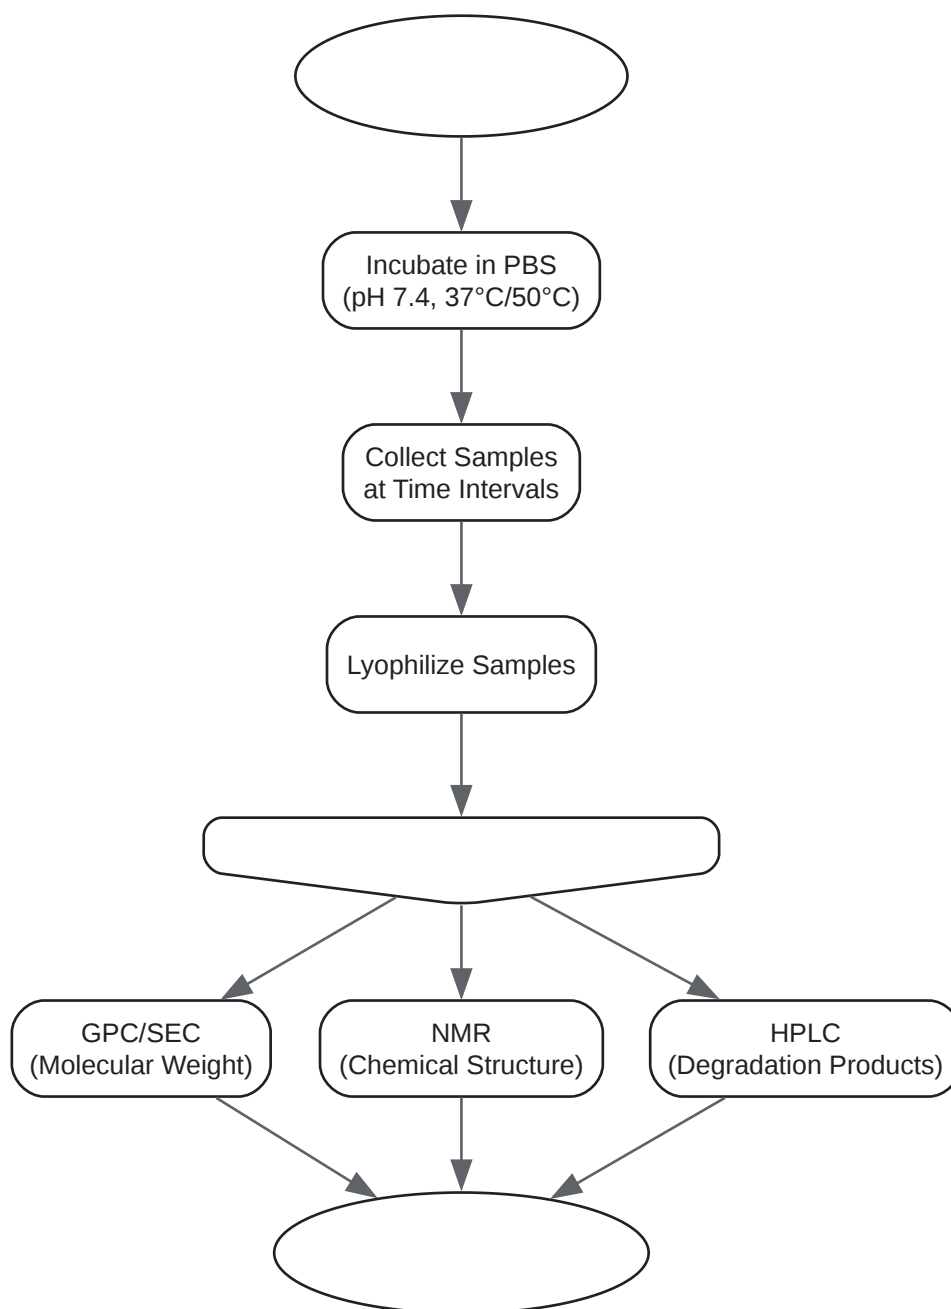 Incubate in PBS
(pH 7.4, 37°C/50°C)
Collect Samples
at Time Intervals
Lyophilize Samples
GPC/SEC
(Molecular Weight)
NMR
(Chemical Structure)
HPLC
(Degradation Products)